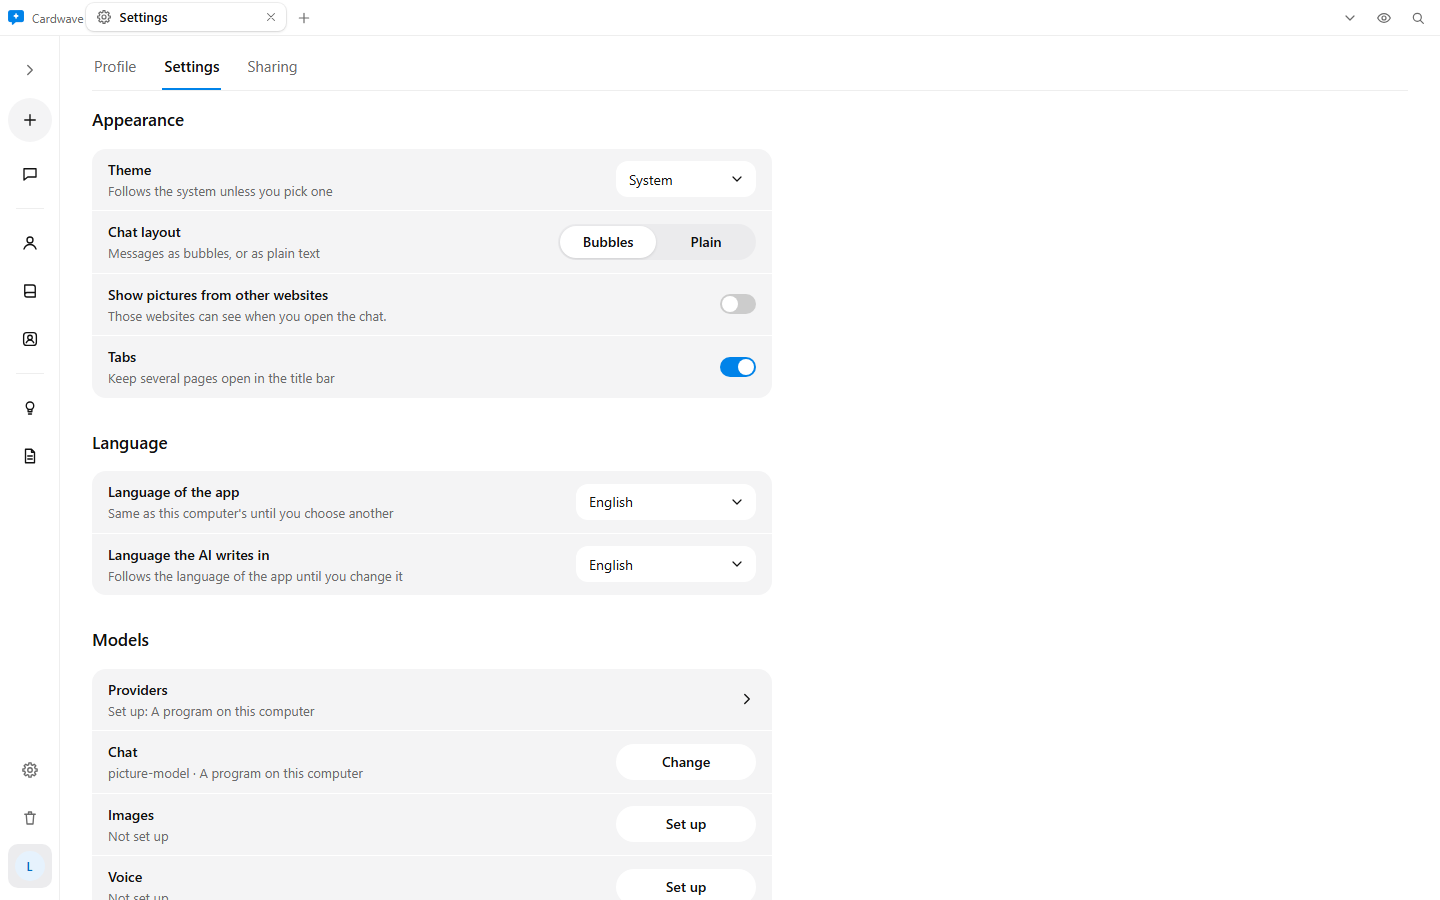 Cardwave
Settings
Profile
Settings
Sharing
Appearance
Theme
Follows the system unless you pick one
System
Chat layout
Messages as bubbles, or as plain text
Bubbles
Plain
Show pictures from other websites
Those websites can see when you open the chat.
Tabs
Keep several pages open in the title bar
Language
Language of the app
Same as this computer's until you choose another
English
Language the AI writes in
Follows the language of the app until you change it
English
Models
Providers
Set up: A program on this computer
Chat
picture-model · A program on this computer
Change
Images
Not set up
Set up
Voice
Not set up
Set up
L